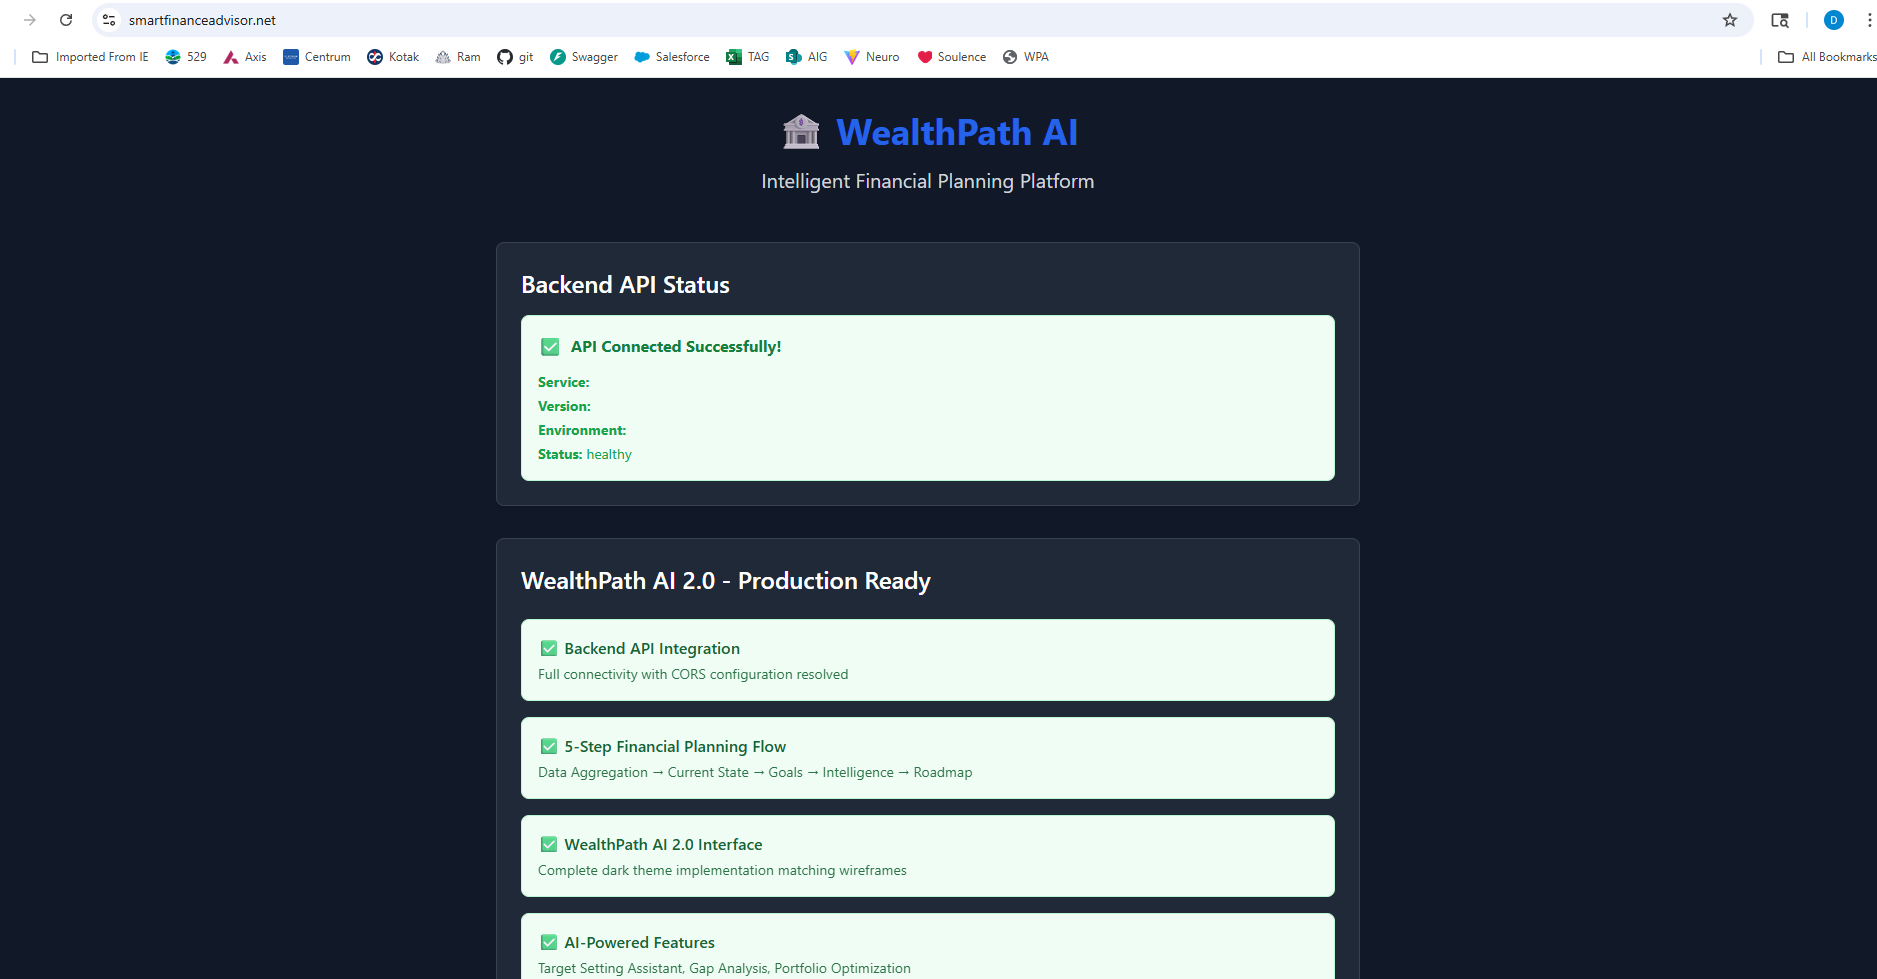 smartfinanceadvisor.net
D
Imported From IE 529 Axis Centrum Kotak Ram git Swagger Salesforce TAG AIG Neuro Soulence WPA All Bookmarks
WealthPath AI
Intelligent Financial Planning Platform
Backend API Status
✅ API Connected Successfully!
Service:
Version:
Environment:
Status: healthy
WealthPath AI 2.0 - Production Ready
✅ Backend API Integration
Full connectivity with CORS configuration resolved
✅ 5-Step Financial Planning Flow
Data Aggregation → Current State → Goals → Intelligence → Roadmap
✅ WealthPath AI 2.0 Interface
Complete dark theme implementation matching wireframes
✅ AI-Powered Features
Target Setting Assistant, Gap Analysis, Portfolio Optimization